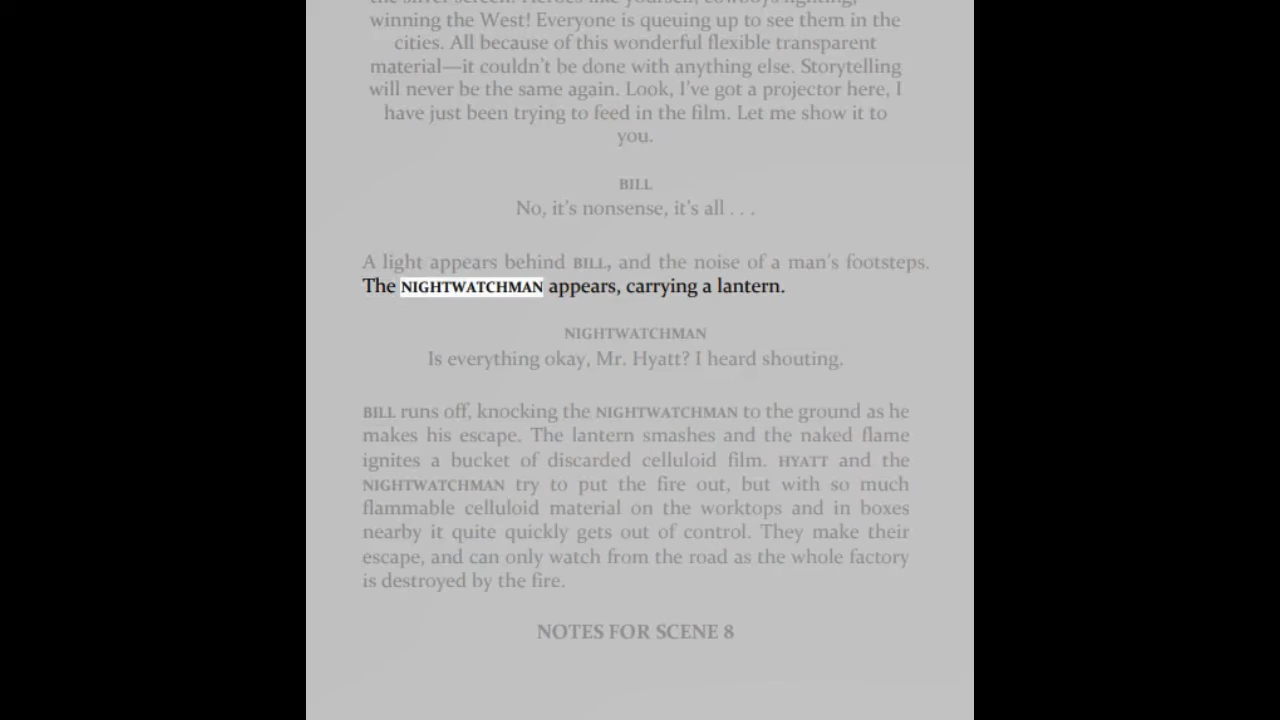 the silver screen! Heroes like yourself, cowboys fighting,
winning the West! Everyone is queuing up to see them in the
cities. All because of this wonderful flexible transparent
material—it couldn't be done with anything else. Storytelling
will never be the same again. Look, I've got a projector here, I
have just been trying to feed in the film. Let me show it to
you.
BILL
No, it's nonsense, it's all . . .
A light appears behind BILL, and the noise of a man's footsteps.
The NIGHTWATCHMAN appears, carrying a lantern.
NIGHTWATCHMAN
Is everything okay, Mr. Hyatt? I heard shouting.
BILL runs off, knocking the NIGHTWATCHMAN to the ground as he
makes his escape. The lantern smashes and the naked flame
ignites a bucket of discarded celluloid film. HYATT and the
NIGHTWATCHMAN try to put the fire out, but with so much
flammable celluloid material on the worktops and in boxes
nearby it quite quickly gets out of control. They make their
escape, and can only watch from the road as the whole factory
is destroyed by the fire.
NOTES FOR SCENE 8